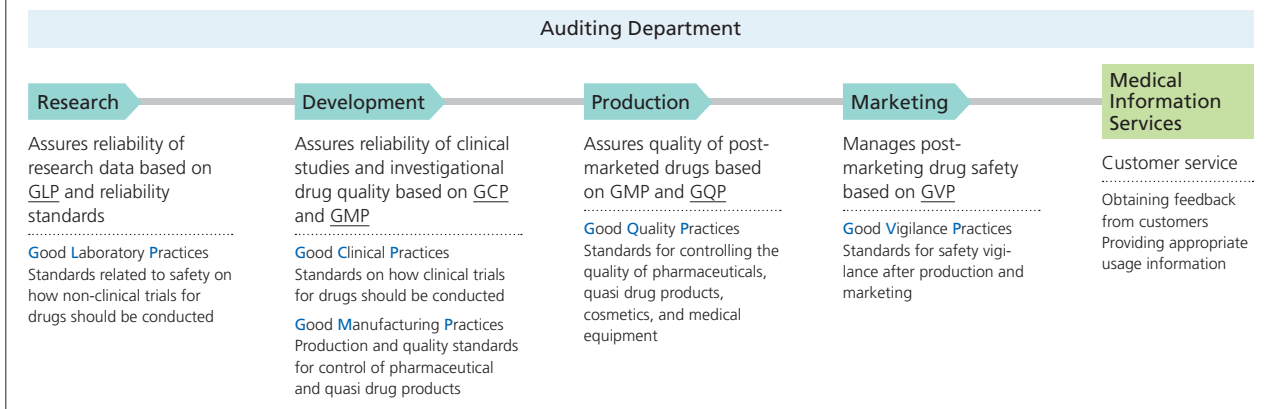 Auditing Department
Research
Assures reliability of
research data based on
GLP and reliability
standards
Good Laboratory Practices
Standards related to safety on
how non-clinical trials for
drugs should be conducted
Development
Assures reliability of clinical
studies and investigational
drug quality based on GCP
and GMP
Good Clinical Practices
Standards on how clinical trials
for drugs should be conducted
Good Manufacturing Practices
Production and quality standards
for control of pharmaceutical
and quasi drug products
Production
Assures quality of post-
marketed drugs based
on GMP and GQP
Good Quality Practices
Standards for controlling the
quality of pharmaceuticals,
quasi drug products,
cosmetics, and medical
equipment
Marketing
Manages post-
marketing drug safety
based on GVP
Good Vigilance Practices
Standards for safety vigi-
lance after production and
marketing
Medical
Information
Services
Customer service
Obtaining feedback
from customers
Providing appropriate
usage information